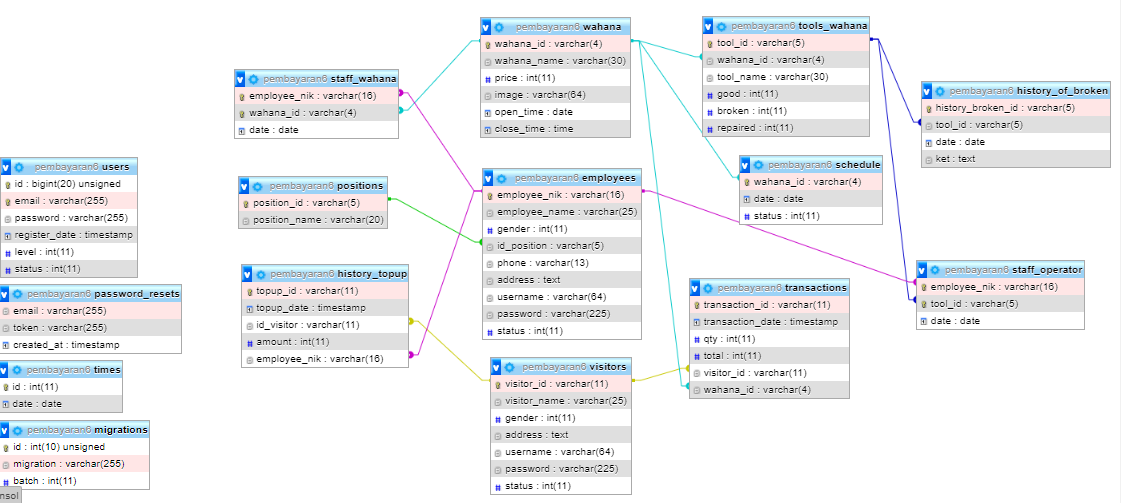 pembayaran6 users
id : bigint(20) unsigned
email : varchar(255)
password : varchar(255)
register_date : timestamp
level : int(11)
status : int(11)
pembayaran6 password_resets
email : varchar(255)
token : varchar(255)
created_at : timestamp
pembayaran6 times
id : int(11)
date : date
pembayaran6 migrations
id : int(10) unsigned
migration : varchar(255)
batch : int(11)
nsol
pembayaran6 staff_wahana
employee_nik : varchar(16)
wahana_id : varchar(4)
date : date
pembayaran6 positions
position_id : varchar(5)
position_name : varchar(20)
pembayaran6 history_topup
topup_id : varchar(11)
topup_date : timestamp
id_visitor : varchar(11)
amount : int(11)
employee_nik : varchar(16)
pembayaran6 wahana
wahana_id : varchar(4)
wahana_name : varchar(30)
price : int(11)
image : varchar(64)
open_time : date
close_time : time
pembayaran6 employees
employee_nik : varchar(16)
employee_name : varchar(25)
gender : int(11)
id_position : varchar(5)
phone : varchar(13)
address : text
username : varchar(64)
password : varchar(225)
status : int(11)
pembayaran6 visitors
visitor_id : varchar(11)
visitor_name : varchar(25)
gender : int(11)
address : text
username : varchar(64)
password : varchar(225)
status : int(11)
pembayaran6 tools_wahana
tool_id : varchar(5)
wahana_id : varchar(4)
tool_name : varchar(30)
good : int(11)
broken : int(11)
repaired : int(11)
pembayaran6 schedule
wahana_id : varchar(4)
date : date
status : int(11)
pembayaran6 transactions
transaction_id : varchar(11)
transaction_date : timestamp
qty : int(11)
total : int(11)
visitor_id : varchar(11)
wahana_id : varchar(4)
pembayaran6 history_of_broken
history_broken_id : varchar(5)
tool_id : varchar(5)
date : date
ket : text
pembayaran6 staff_operator
employee_nik : varchar(16)
tool_id : varchar(5)
date : date